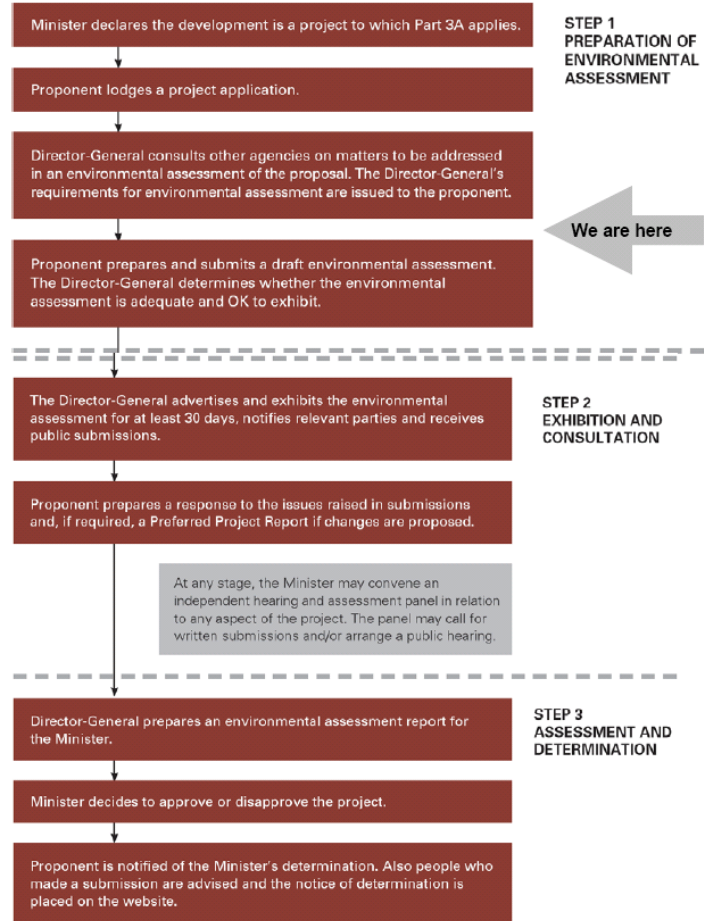 Minister declares the development is a project to which Part 3A applies.
STEP 1
PREPARATION OF
ENVIRONMENTAL
ASSESSMENT
Proponent lodges a project application.
Director-General consults other agencies on matters to be addressed
in an environmental assessment of the proposal. The Director-General's
requirements for environmental assessment are issued to the proponent.
We are here
Proponent prepares and submits a draft environmental assessment.
The Director-General determines whether the environmental
assessment is adequate and OK to exhibit.
The Director-General advertises and exhibits the environmental
assessment for at least 30 days, notifies relevant parties and receives
public submissions.
STEP 2
EXHIBITION AND
CONSULTATION
Proponent prepares a response to the issues raised in submissions
and, if required, a Preferred Project Report if changes are proposed.
At any stage, the Minister may convene an
independent hearing and assessment panel in relation
to any aspect of the project. The panel may call for
written submissions and/or arrange a public hearing.
Director-General prepares an environmental assessment report for
the Minister.
STEP 3
ASSESSMENT AND
DETERMINATION
Minister decides to approve or disapprove the project.
Proponent is notified of the Minister's determination. Also people who
made a submission are advised and the notice of determination is
placed on the website.